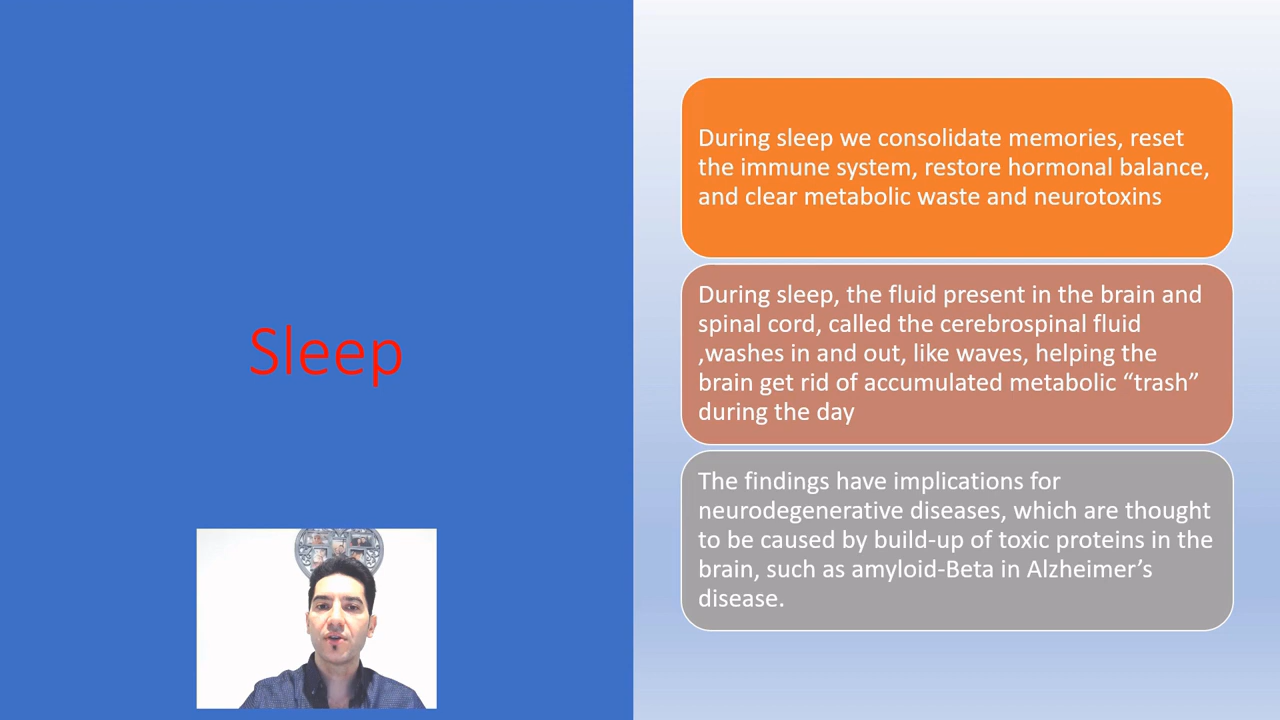 Sleep
During sleep we consolidate memories, reset
the immune system, restore hormonal balance,
and clear metabolic waste and neurotoxins
During sleep, the fluid present in the brain and
spinal cord, called the cerebrospinal fluid
,washes in and out, like waves, helping the
brain get rid of accumulated metabolic “trash”
during the day
The findings have implications for
neurodegenerative diseases, which are thought
to be caused by build-up of toxic proteins in the
brain, such as amyloid-Beta in Alzheimer’s
disease.